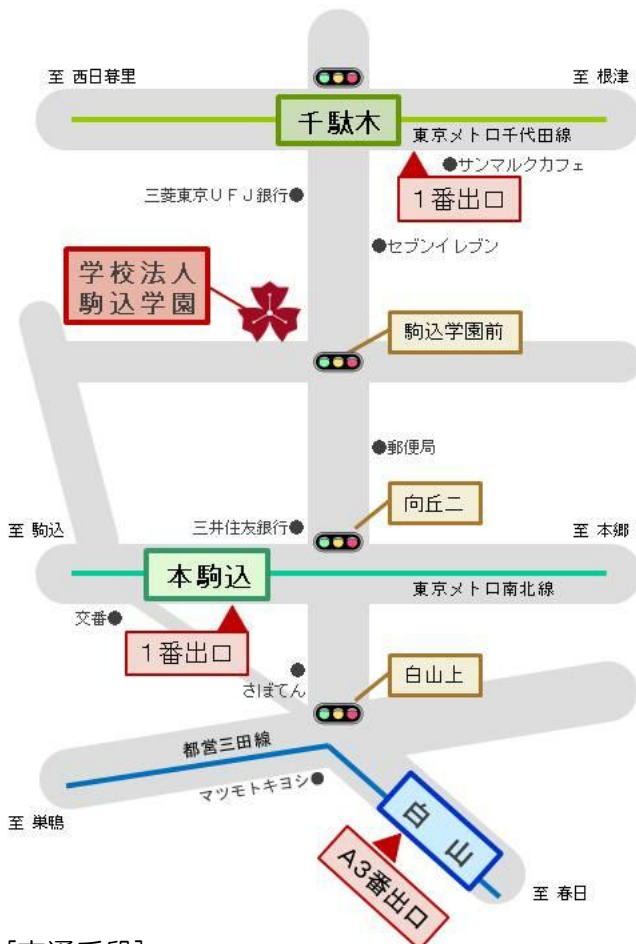 至 西日暮里
至 根津
千駄木
東京メトロ千代田線
●サンマルクカフェ
1番出口
三菱東京UFJ銀行●
●セブンイレブン
学校法人
駒込学園
駒込学園前
●郵便局
向丘二
至 駒込
三井住友銀行●
至 本郷
本駒込
東京メトロ南北線
交番●
1番出口
さぼてん
白山上
都営三田線
マツモトキヨシ●
白山
至 巣鴨
A3番出口
至 春日
[交通手段]